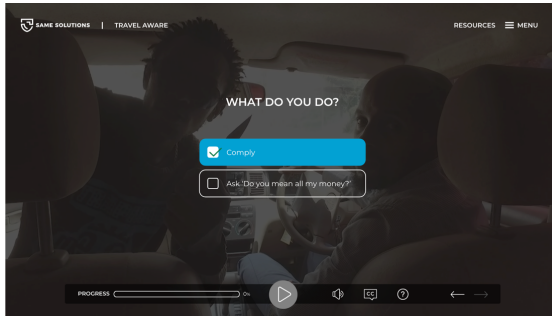 SAME SOLUTIONS | TRAVEL AWARE
RESOURCES MENU
WHAT DO YOU DO?
Comply
Ask 'Do you mean all my money?'
PROGRESS 0%
CC
?